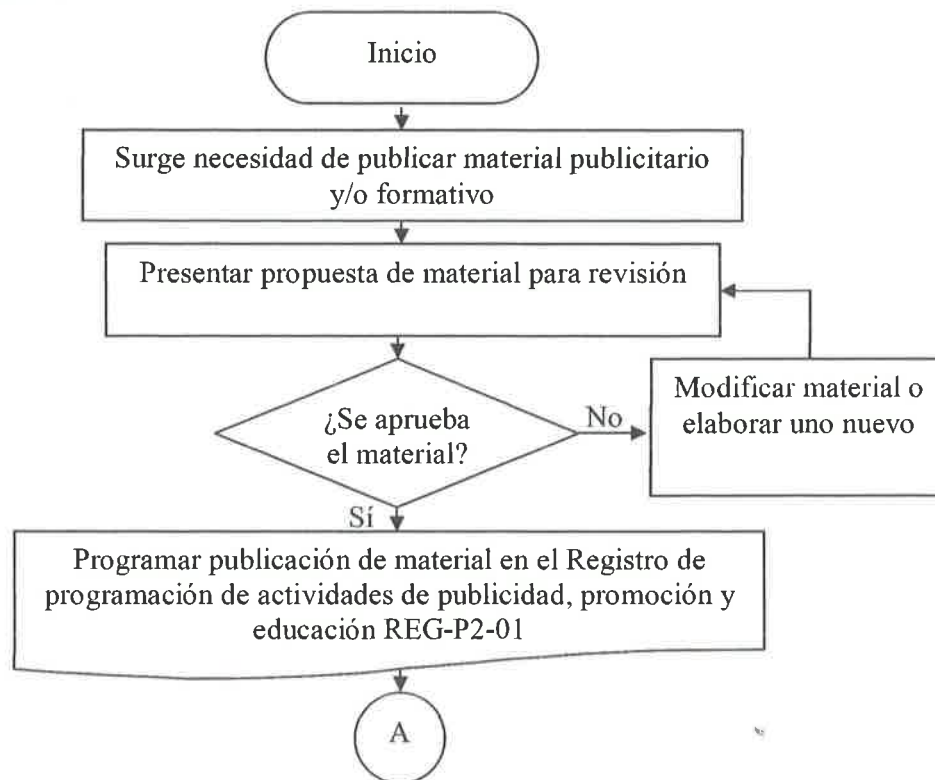 Inicio
Surge necesidad de publicar material publicitario
y/o formativo
Presentar propuesta de material para revisión
Modificar material o
elaborar uno nuevo
¿Se aprueba
el material?
No
Sí
Programar publicación de material en el Registro de
programación de actividades de publicidad, promoción y
educación REG-P2-01
A